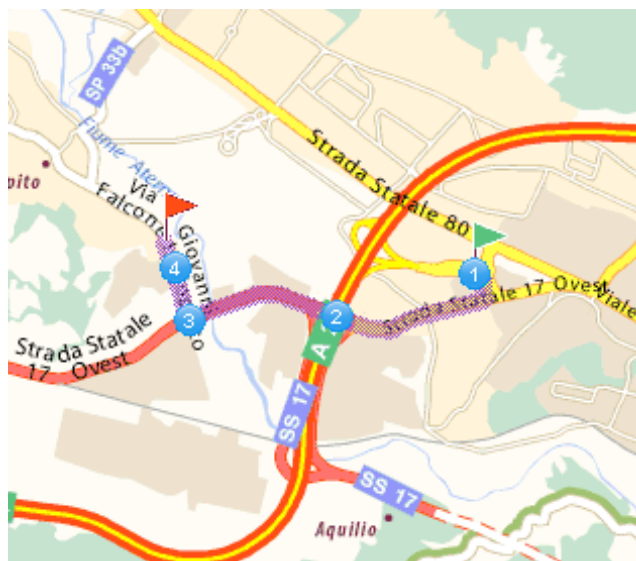 SP 33b
Fiume Aterno
pito
Via
Falcone
Giovanni
Strada Statale 80
1
4
Strada Statale 17 Ovest
Viale
3
2
Strada Statale
17 Ovest
A
SS 17
SS 17
Aquilio